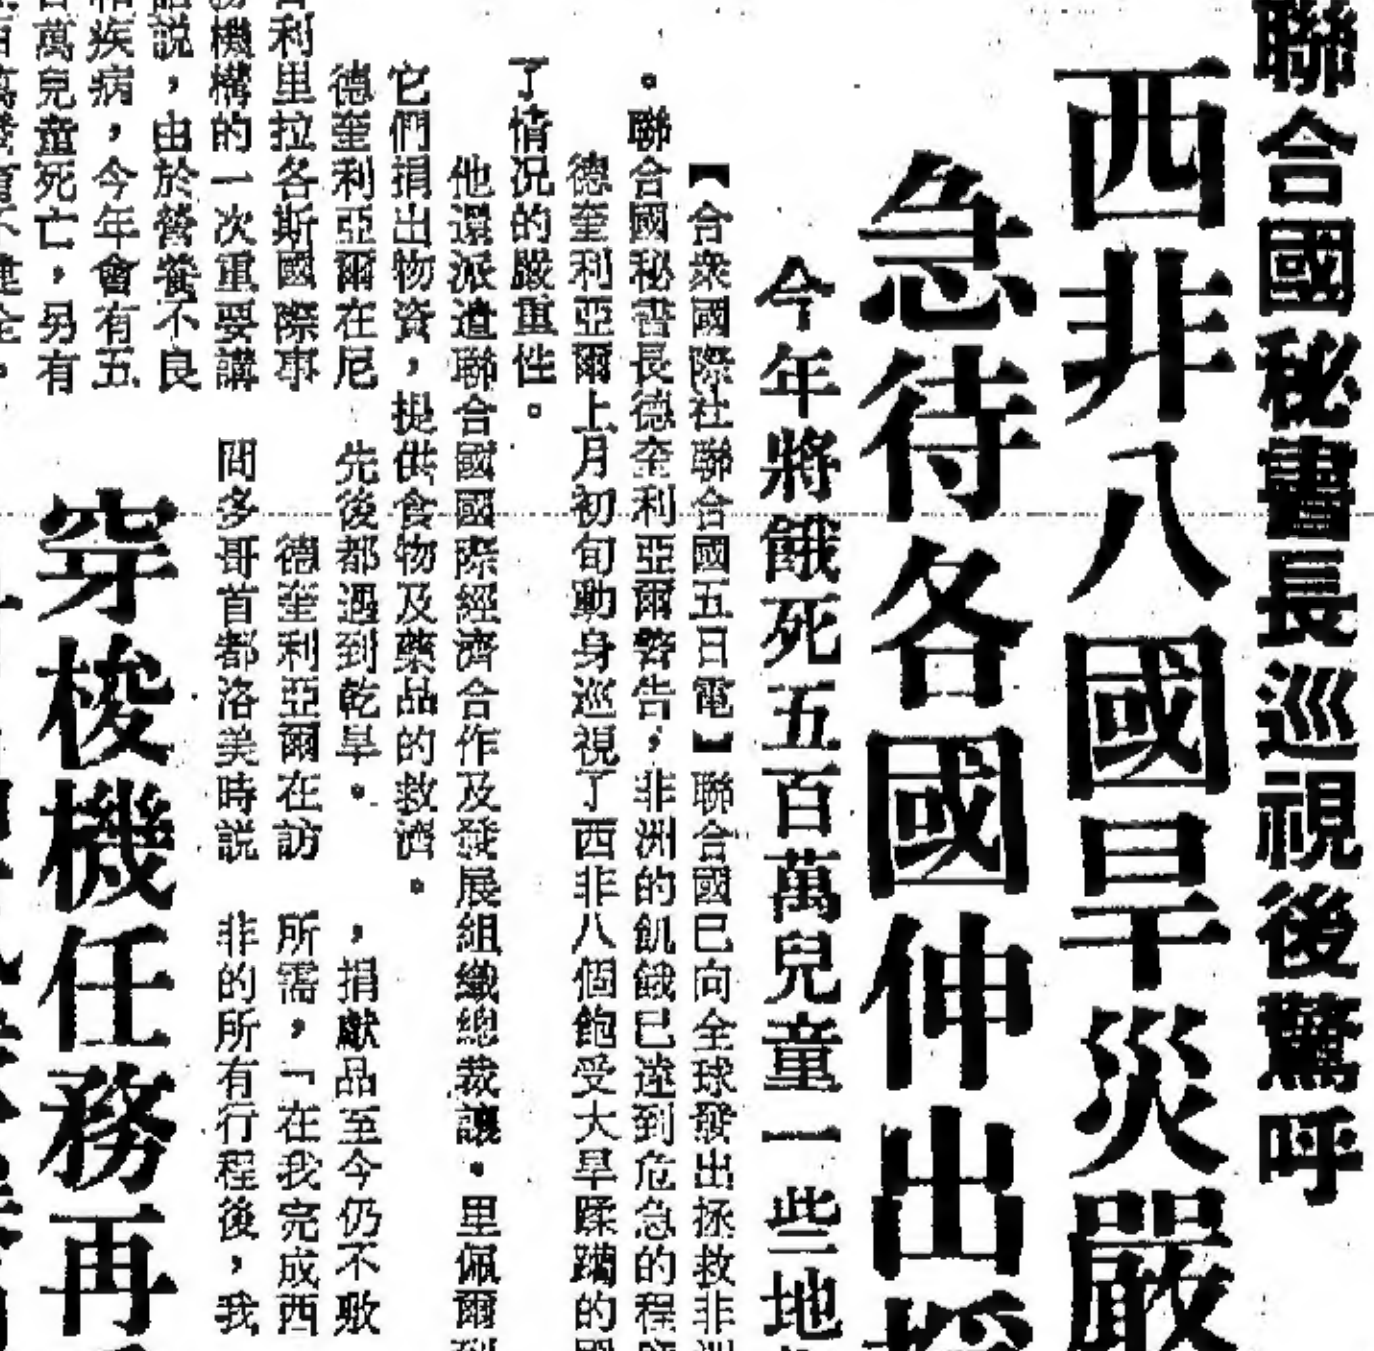 聯合國秘書長巡視後驚呼
西非八國旱災嚴
急待各國伸出
今年將餓死五百萬兒童一些地
【合衆國際社聯合國五日電】聯合國已向全球發出拯救非洲
。聯合國秘書長德奎利亞爾警告，非洲的飢餓已達到危急的程度
德奎利亞爾上月初旬動身巡視了西非八個飽受大旱蹂躪的國
了情況的嚴重性。
他還派遣聯合國國際經濟合作及發展組織總裁讓·里佩爾到
它們捐出物資，提供食物及藥品的救濟。
德奎利亞爾在尼
利里拉各斯國際事
機構的一次重要講
說，由於營養不良
和疾病，今年會有五
百萬兒童死亡，另有
先後都遇到乾旱。
德奎利亞爾在訪
問多哥首都洛美時說
，捐獻品至今仍不敷
所需，「在我完成西
非的所有行程後，我
穿梭機任務再